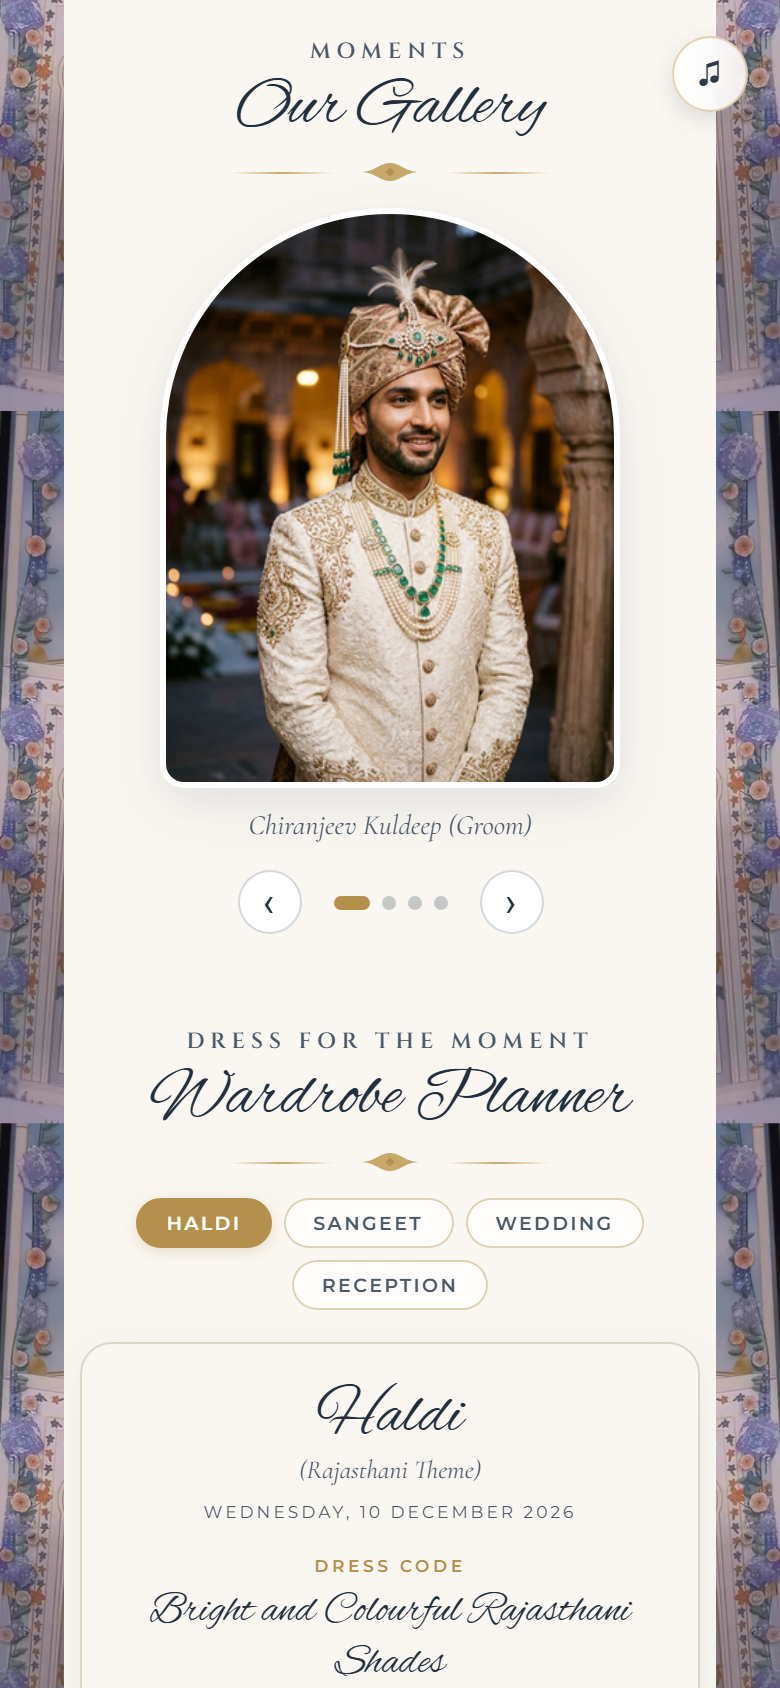 MOMENTS
Our Gallery
Chiranjeev Kuldeep (Groom)
‹ ›
DRESS FOR THE MOMENT
Wardrobe Planner
HALDI SANGEET WEDDING
RECEPTION
Haldi
(Rajasthani Theme)
WEDNESDAY, 10 DECEMBER 2026
DRESS CODE
Bright and Colourful Rajasthani
Shades